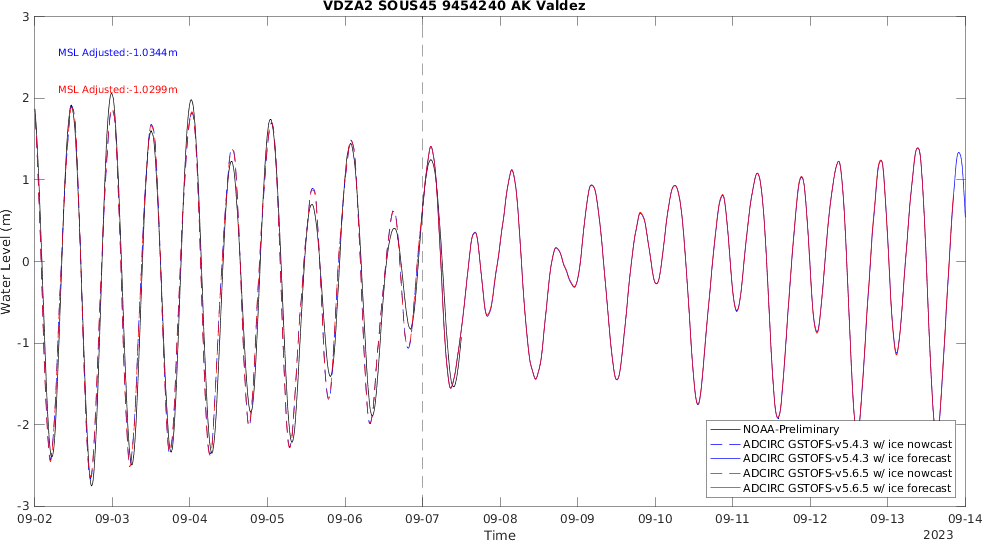 VDZA2 SOUS45 9454240 AK Valdez
MSL Adjusted:-1.0344m
MSL Adjusted:-1.0299m
3
2
1
0
-1
-2
-3
Water Level (m)
NOAA-Preliminary
ADCIRC GSTOFS-v5.4.3 w/ ice nowcast
ADCIRC GSTOFS-v5.4.3 w/ ice forecast
ADCIRC GSTOFS-v5.6.5 w/ ice nowcast
ADCIRC GSTOFS-v5.6.5 w/ ice forecast
09-02 09-03 09-04 09-05 09-06 09-07 09-08 09-09 09-10 09-11 09-12 09-13 09-14
Time
2023